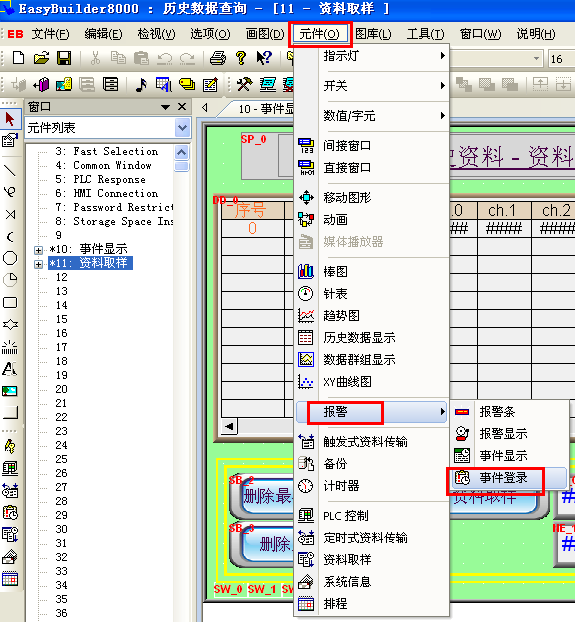 EasyBuilder8000 : 历史数据查询 - [11 - 资料取样 ]
EB 文件(F) 编辑(E) 检视(V) 选项(O) 画图(D) 元件(O) 图库(L) 工具(T) 窗口(W) 说明(H)
16
窗口
元件列表
3: Fast Selection
4: Common Window
5: PLC Response
6: HMI Connection
7: Password Restrict
8: Storage Space Ins
9
*10: 事件显示
*11: 资料取样
12
13
14
15
16
17
18
19
20
21
22
23
24
25
26
27
28
29
30
31
32
33
34
35
36
10 - 事件显
SP_0
史资料 - 资料
DD_0
序号
.0 ch.1 ch.2
0
### #### ####
指示灯
开关
数值/字元
间接窗口
直接窗口
移动图形
动画
媒体播放器
棒图
针表
趋势图
历史数据显示
数据群组显示
XY曲线图
报警
触发式资料传输
备份
计时器
PLC 控制
定时式资料传输
资料取样
系统信息
排程
报警条
报警显示
事件显示
事件登录
SB_
删除最
资料取样
#
SB_
删除.
NE_1
#
SW_0 SW_1 SW_